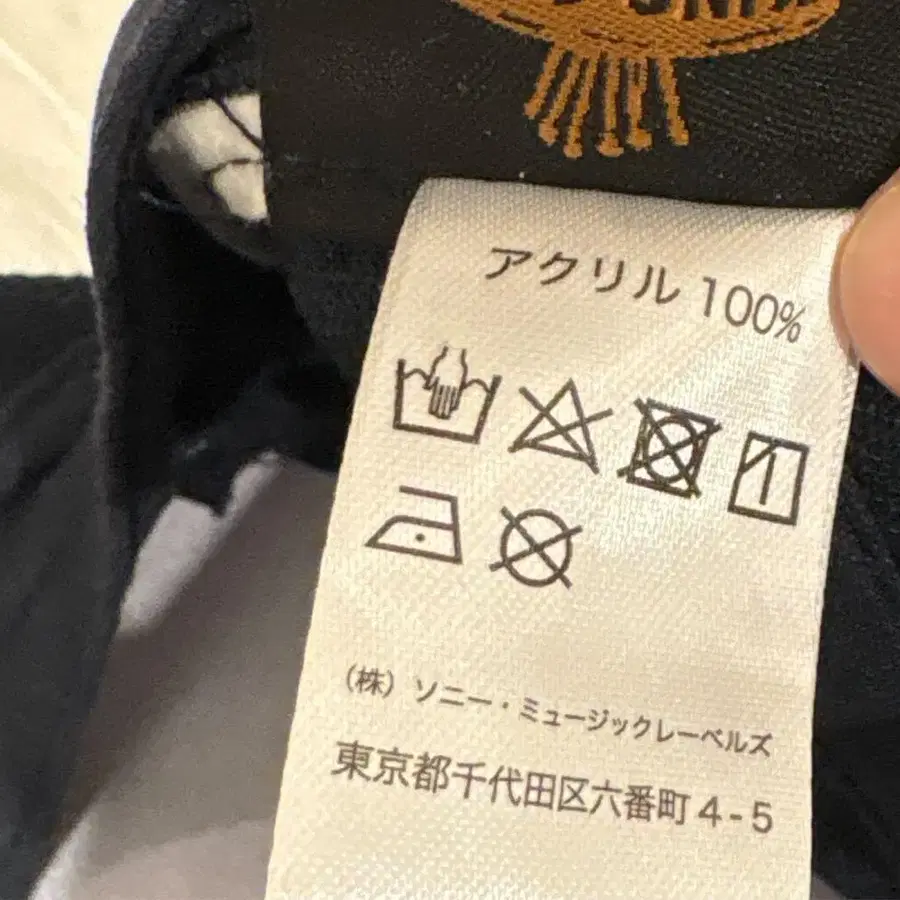 アクリル 100%
(株) ソニー・ミュージックレーベルズ
東京都千代田区六番町 4-5